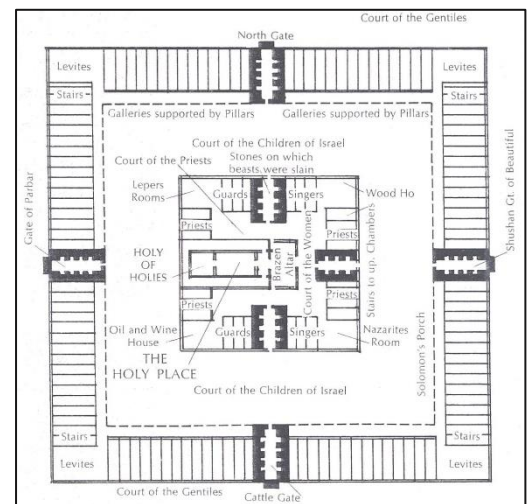 Court of the Gentiles
North Gate
Levites
Levites
Stairs
Stairs
Galleries supported by Pillars
Galleries supported by Pillars
Court of the Children of Israel
Stones on which
beasts were slain
Court of the Priests
Lepers
Rooms
Guards
Singers
Wood Ho
Gate of Parbar
Shushan Gt. of Beautiful
Priests
Priests
HOLY
OF
HOLIES
Brazen
Altar
Court of the Women
Stairs to up. Chambers
Solomon's Porch
Priests
Priests
Oil and Wine
House
Guards
Singers
Nazarites
Room
THE
HOLY PLACE
Court of the Children of Israel
Stairs
Stairs
Levites
Levites
Court of the Gentiles
Cattle Gate